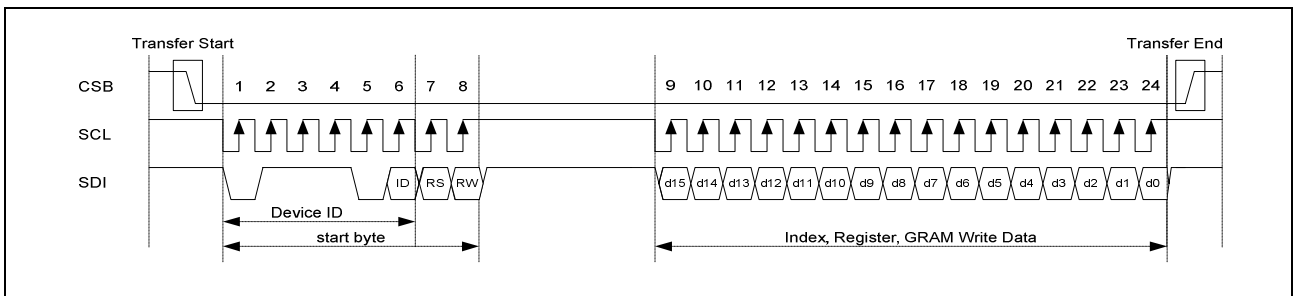 Transfer Start
Transfer End
CSB
1 2 3 4 5 6 7 8 9 10 11 12 13 14 15 16 17 18 19 20 21 22 23 24
SCL
SDI
ID RS RW d15 d14 d13 d12 d11 d10 d9 d8 d7 d6 d5 d4 d3 d2 d1 d0
Device ID
start byte
Index, Register, GRAM Write Data